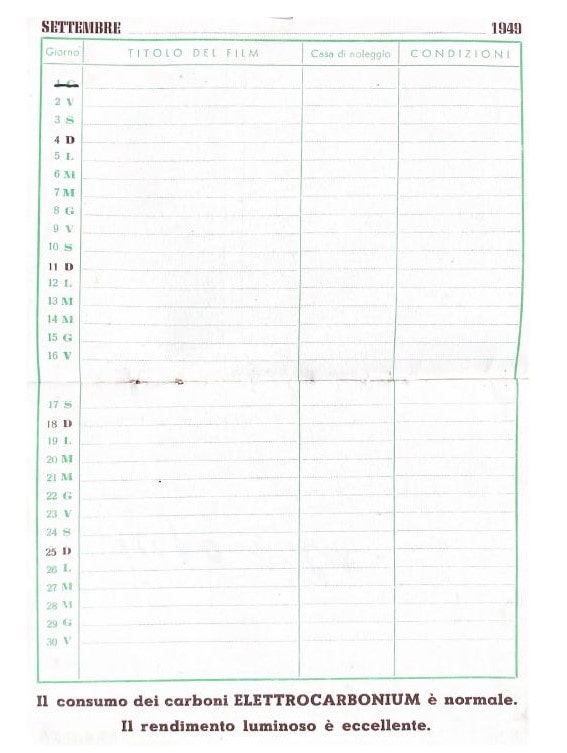 SETTEMBRE 1949
Giorno TITOLO DEL FILM Casa di noleggio CONDIZIONI
1 G
2 V
3 S
4 D
5 L
6 M
7 M
8 G
9 V
10 S
11 D
12 L
13 M
14 M
15 G
16 V
17 S
18 D
19 L
20 M
21 M
22 G
23 V
24 S
25 D
26 L
27 M
28 M
29 G
30 V
Il consumo dei carboni ELETTROCARBONIUM è normale.
Il rendimento luminoso è eccellente.